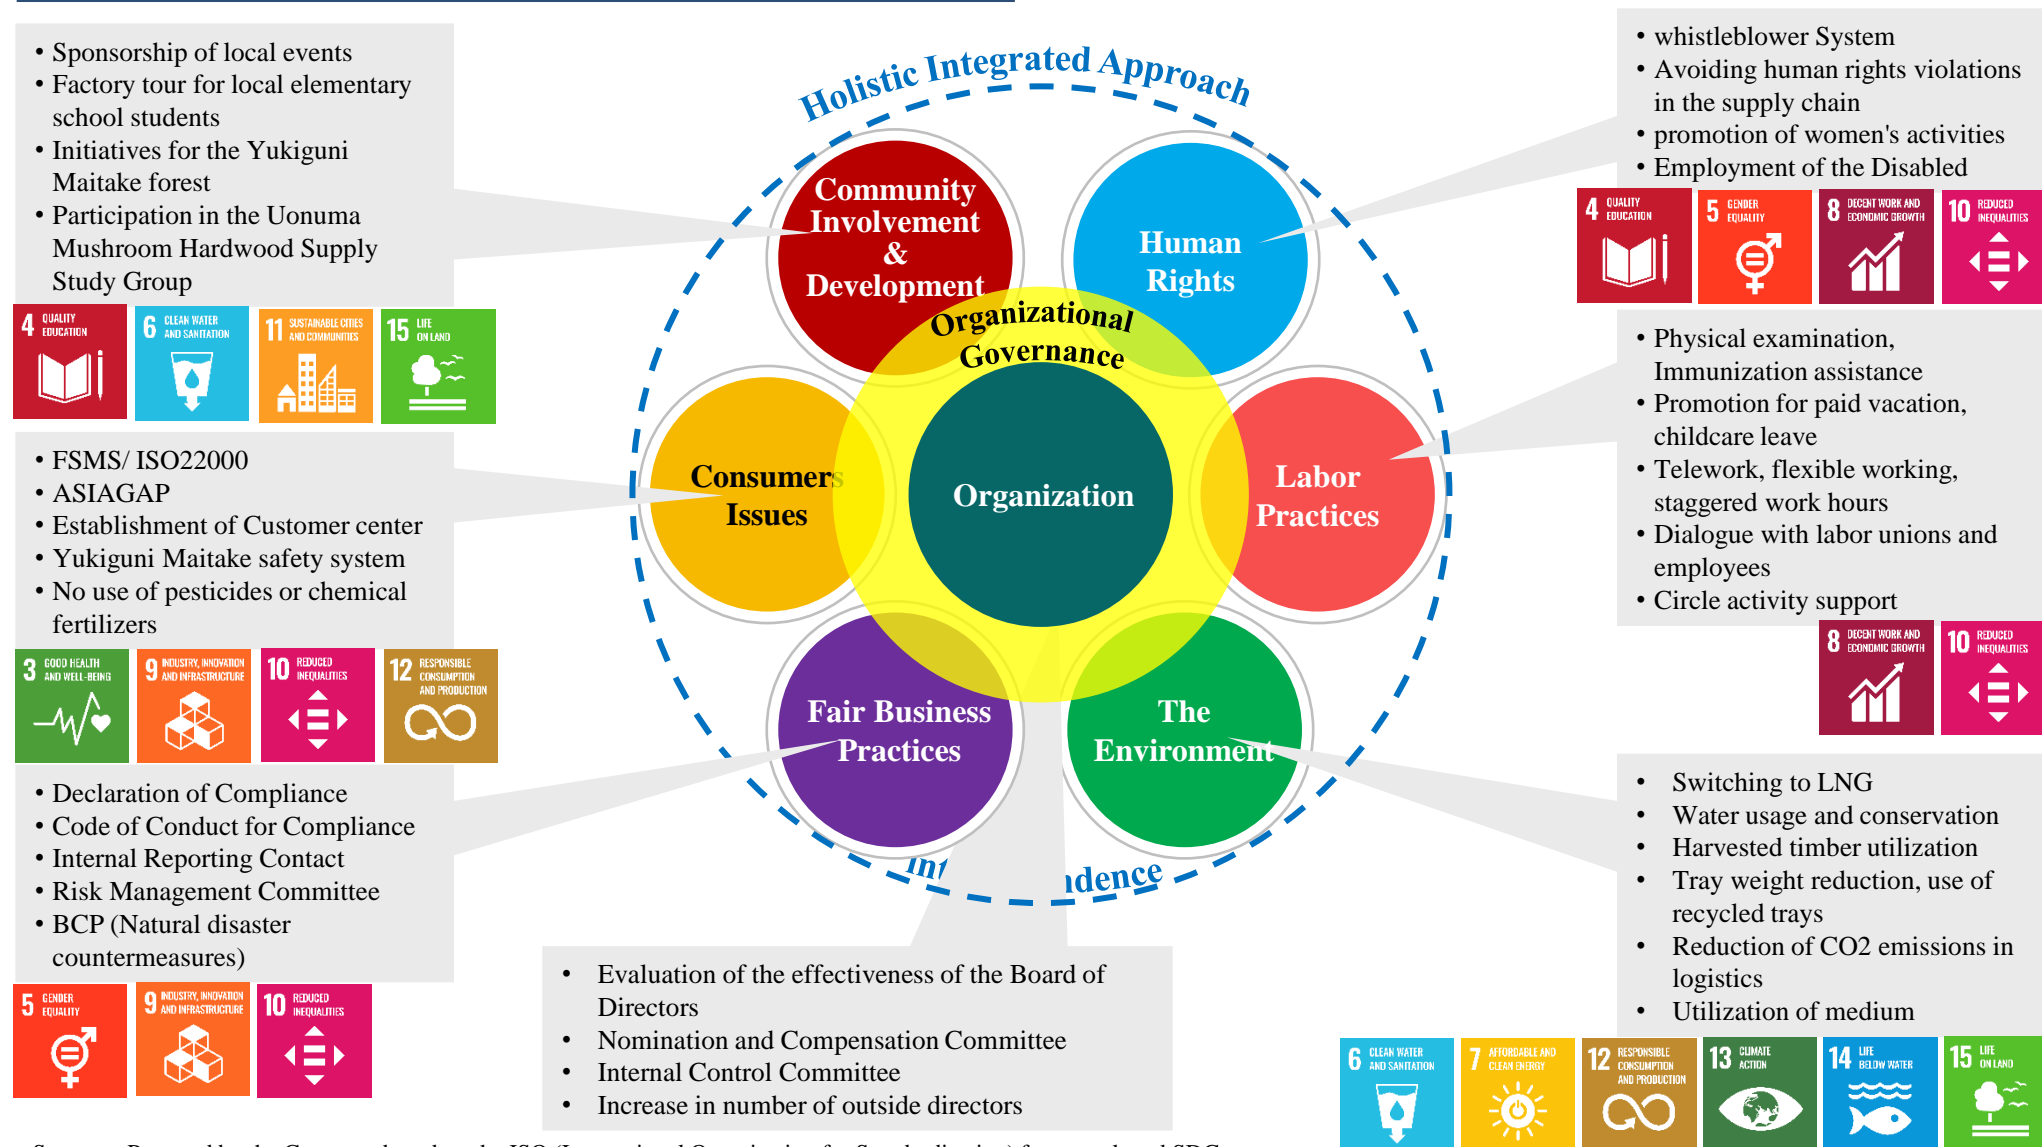 Holistic Integrated Approach
• Sponsorship of local events
• Factory tour for local elementary
school students
• Initiatives for the Yukiguni
Maitake forest
• Participation in the Uonuma
Mushroom Hardwood Supply
Study Group
4 QUALITY
EDUCATION
6 CLEAN WATER
AND SANITATION
11 SUSTAINABLE CITIES
AND COMMUNITIES
15 LIFE
ON LAND
• FSMS/ ISO22000
• ASIAGAP
• Establishment of Customer center
• Yukiguni Maitake safety system
• No use of pesticides or chemical
fertilizers
3 GOOD HEALTH
AND WELL-BEING
9 INDUSTRY, INNOVATION
AND INFRASTRUCTURE
10 REDUCED
INEQUALITIES
12 RESPONSIBLE
CONSUMPTION
AND PRODUCTION
• Declaration of Compliance
• Code of Conduct for Compliance
• Internal Reporting Contact
• Risk Management Committee
• BCP (Natural disaster
countermeasures)
5 GENDER
EQUALITY
9 INDUSTRY, INNOVATION
AND INFRASTRUCTURE
10 REDUCED
INEQUALITIES
Community
Involvement
&
Development
Human
Rights
Organizational
Governance
Consumers
Issues
Organization
Labor
Practices
Fair Business
Practices
The
Environment
• Evaluation of the effectiveness of the Board of
Directors
• Nomination and Compensation Committee
• Internal Control Committee
• Increase in number of outside directors
• whistleblower System
• Avoiding human rights violations
in the supply chain
• promotion of women's activities
• Employment of the Disabled
4 QUALITY
EDUCATION
5 GENDER
EQUALITY
8 DECENT WORK AND
ECONOMIC GROWTH
10 REDUCED
INEQUALITIES
• Physical examination,
Immunization assistance
• Promotion for paid vacation,
childcare leave
• Telework, flexible working,
staggered work hours
• Dialogue with labor unions and
employees
• Circle activity support
8 DECENT WORK AND
ECONOMIC GROWTH
10 REDUCED
INEQUALITIES
• Switching to LNG
• Water usage and conservation
• Harvested timber utilization
• Tray weight reduction, use of
recycled trays
• Reduction of CO2 emissions in
logistics
• Utilization of medium
6 CLEAN WATER
AND SANITATION
7 AFFORDABLE AND
CLEAN ENERGY
12 RESPONSIBLE
CONSUMPTION
AND PRODUCTION
13 CLIMATE
ACTION
14 LIFE
BELOW WATER
15 LIFE
ON LAND